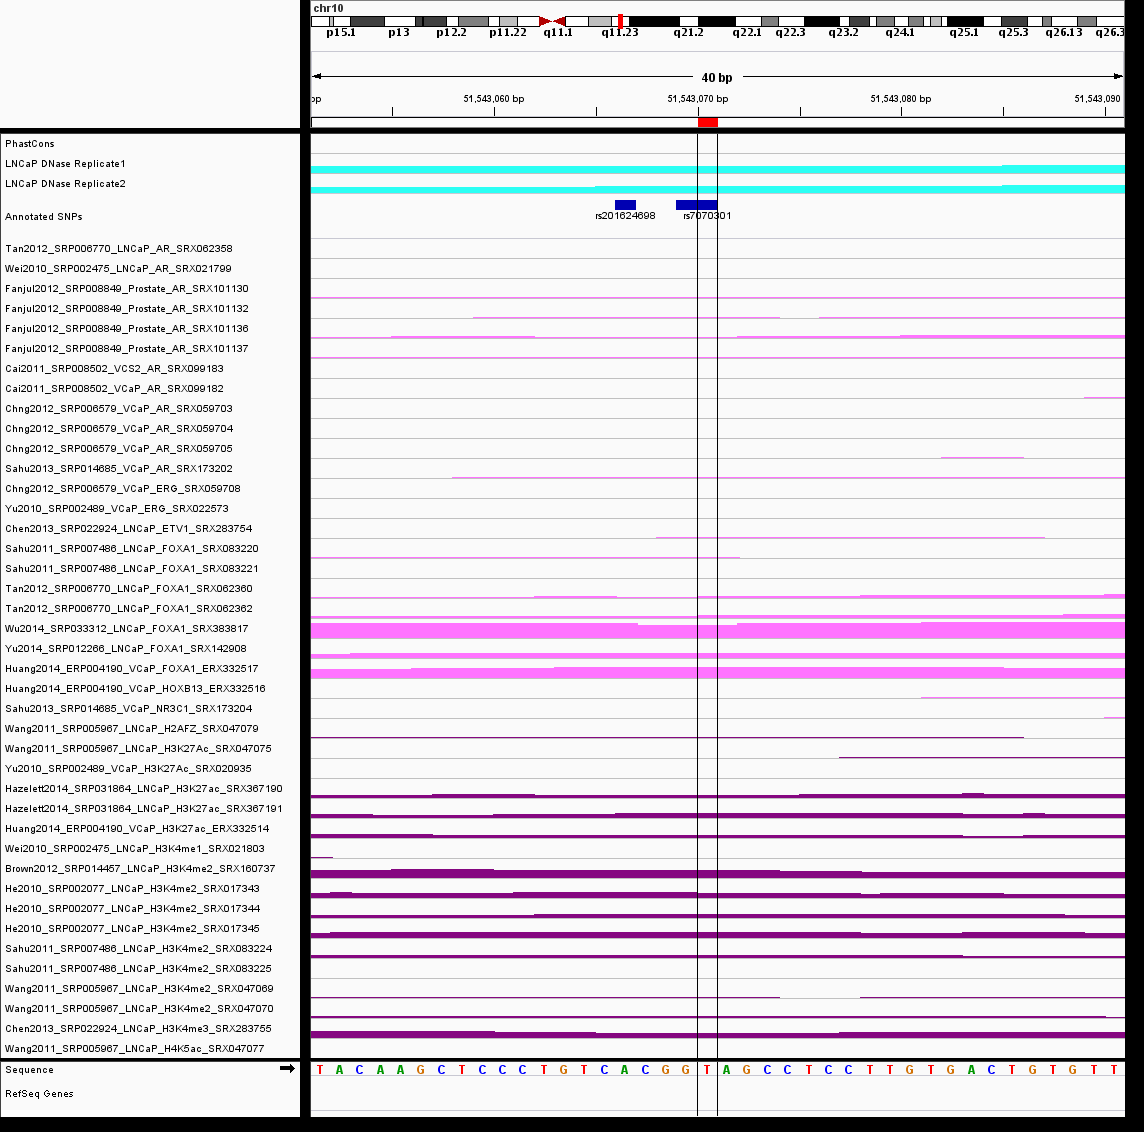 chr10
p15.1 p13 p12.2 p11.22 q11.1 q11.23 q21.2 q22.1 q22.3 q23.2 q24.1 q25.1 q25.3 q26.13 q26.3
40 bp
bp 51,543,060 bp 51,543,070 bp 51,543,080 bp 51,543,090
PhastCons
LNCaP DNase Replicate1
LNCaP DNase Replicate2
Annotated SNPs rs201624698 rs7070301
Tan2012_SRP006770_LNCaP_AR_SRX062358
Wei2010_SRP002475_LNCaP_AR_SRX021799
Fanjul2012_SRP008849_Prostate_AR_SRX101130
Fanjul2012_SRP008849_Prostate_AR_SRX101132
Fanjul2012_SRP008849_Prostate_AR_SRX101136
Fanjul2012_SRP008849_Prostate_AR_SRX101137
Cai2011_SRP008502_VCS2_AR_SRX099183
Cai2011_SRP008502_VCaP_AR_SRX099182
Chng2012_SRP006579_VCaP_AR_SRX059703
Chng2012_SRP006579_VCaP_AR_SRX059704
Chng2012_SRP006579_VCaP_AR_SRX059705
Sahu2013_SRP014685_VCaP_AR_SRX173202
Chng2012_SRP006579_VCaP_ERG_SRX059708
Yu2010_SRP002489_VCaP_ERG_SRX022573
Chen2013_SRP022924_LNCaP_ETV1_SRX283754
Sahu2011_SRP007486_LNCaP_FOXA1_SRX083220
Sahu2011_SRP007486_LNCaP_FOXA1_SRX083221
Tan2012_SRP006770_LNCaP_FOXA1_SRX062360
Tan2012_SRP006770_LNCaP_FOXA1_SRX062362
Wu2014_SRP033312_LNCaP_FOXA1_SRX383817
Yu2014_SRP012266_LNCaP_FOXA1_SRX142908
Huang2014_ERP004190_VCaP_FOXA1_ERX332517
Huang2014_ERP004190_VCaP_HOXB13_ERX332516
Sahu2013_SRP014685_VCaP_NR3C1_SRX173204
Wang2011_SRP005967_LNCaP_H2AFZ_SRX047079
Wang2011_SRP005967_LNCaP_H3K27Ac_SRX047075
Yu2010_SRP002489_VCaP_H3K27Ac_SRX020935
Hazelett2014_SRP031864_LNCaP_H3K27ac_SRX367190
Hazelett2014_SRP031864_LNCaP_H3K27ac_SRX367191
Huang2014_ERP004190_VCaP_H3K27ac_ERX332514
Wei2010_SRP002475_LNCaP_H3K4me1_SRX021803
Brown2012_SRP014457_LNCaP_H3K4me2_SRX160737
He2010_SRP002077_LNCaP_H3K4me2_SRX017343
He2010_SRP002077_LNCaP_H3K4me2_SRX017344
He2010_SRP002077_LNCaP_H3K4me2_SRX017345
Sahu2011_SRP007486_LNCaP_H3K4me2_SRX083224
Sahu2011_SRP007486_LNCaP_H3K4me2_SRX083225
Wang2011_SRP005967_LNCaP_H3K4me2_SRX047069
Wang2011_SRP005967_LNCaP_H3K4me2_SRX047070
Chen2013_SRP022924_LNCaP_H3K4me3_SRX283755
Wang2011_SRP005967_LNCaP_H4K5ac_SRX047077
Sequence T A C A A G C T C C C T G T C A C G G T A G C C T C C T T G T G A C T G T G T T
RefSeq Genes